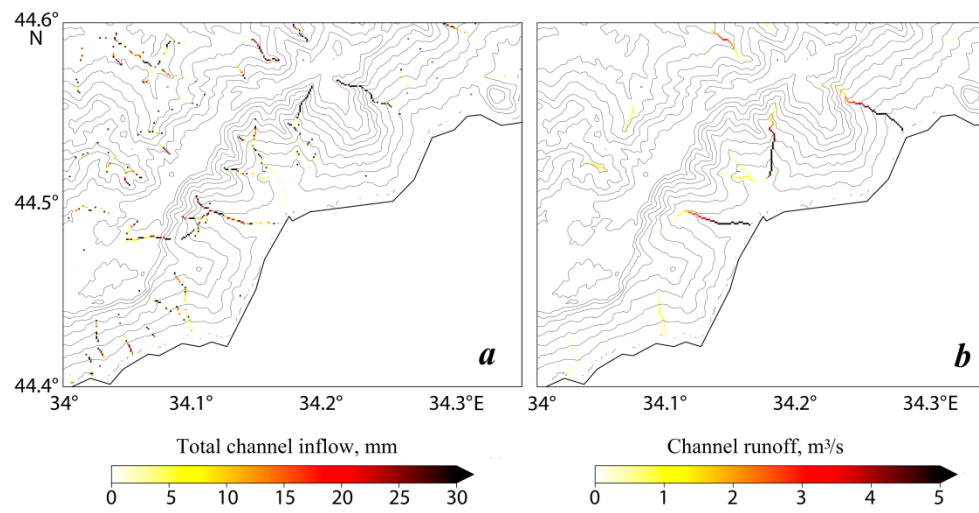 44.6°
N
44.5°
44.4°
a
b
34° 34.1 34.2 34.3°E
34° 34.1 34.2 34.3°E
Total channel inflow, mm
Channel runoff, m³/s
0 5 10 15 20 25 30
0 1 2 3 4 5